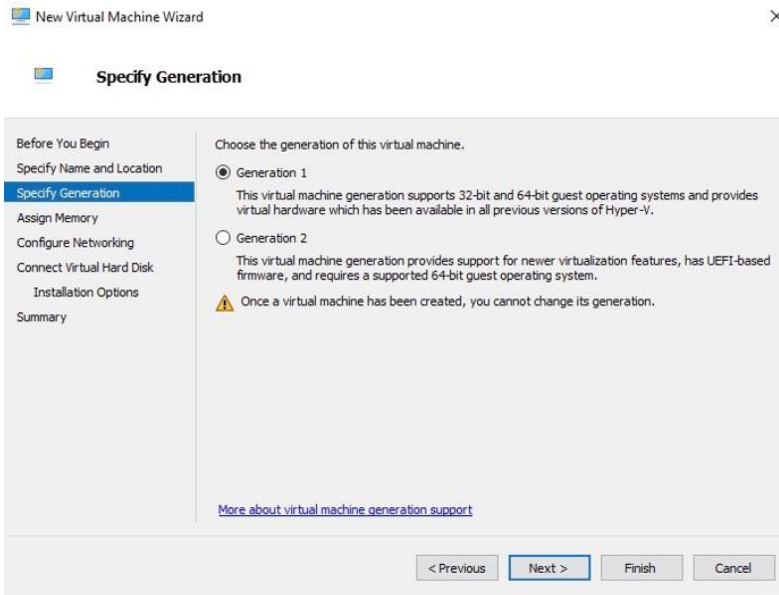 New Virtual Machine Wizard
Specify Generation
Before You Begin
Specify Name and Location
Specify Generation
Assign Memory
Configure Networking
Connect Virtual Hard Disk
Installation Options
Summary
Choose the generation of this virtual machine.
Generation 1
This virtual machine generation supports 32-bit and 64-bit guest operating systems and provides
virtual hardware which has been available in all previous versions of Hyper-V.
Generation 2
This virtual machine generation provides support for newer virtualization features, has UEFI-based
firmware, and requires a supported 64-bit guest operating system.
Once a virtual machine has been created, you cannot change its generation.
More about virtual machine generation support
< Previous
Next >
Finish
Cancel